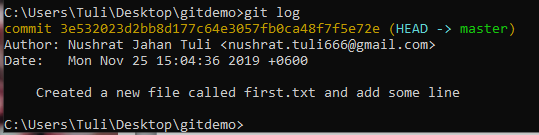 C:\Users\Tuli\Desktop\gitdemo>git log
commit 3e532023d2bb8d177c64e3057fb0ca48f7f5e72e (HEAD -> master)
Author: Nushrat Jahan Tuli <nushrat.tuli666@gmail.com>
Date:   Mon Nov 25 15:04:36 2019 +0600
    Created a new file called first.txt and add some line
C:\Users\Tuli\Desktop\gitdemo>